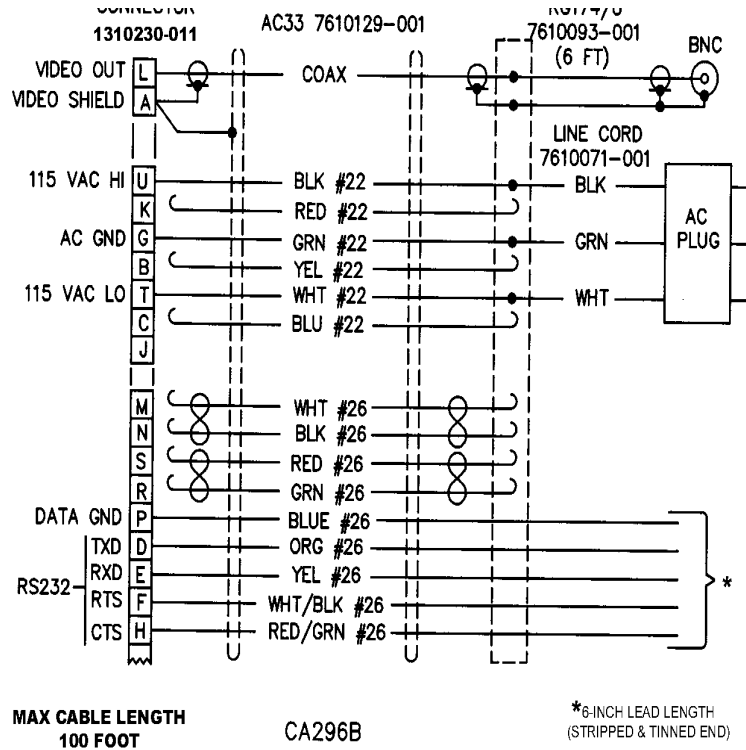 CONNECTOR
1310230-011
AC33 7610129-001
RG174/U
7610093-001
(6 FT)
BNC
VIDEO OUT L COAX
VIDEO SHIELD A
LINE CORD
7610071-001
115 VAC HI U BLK #22 BLK
K RED #22
AC GND G GRN #22 GRN
AC
PLUG
B YEL #22
115 VAC LO T WHT #22 WHT
C BLU #22
J
M WHT #26
N BLK #26
S RED #26
R GRN #26
DATA GND P BLUE #26
TXD D ORG #26
RXD E YEL #26
RS232
*
RTS F WHT/BLK #26
CTS H RED/GRN #26
MAX CABLE LENGTH
100 FOOT
CA296B
*6-INCH LEAD LENGTH
(STRIPPED & TINNED END)